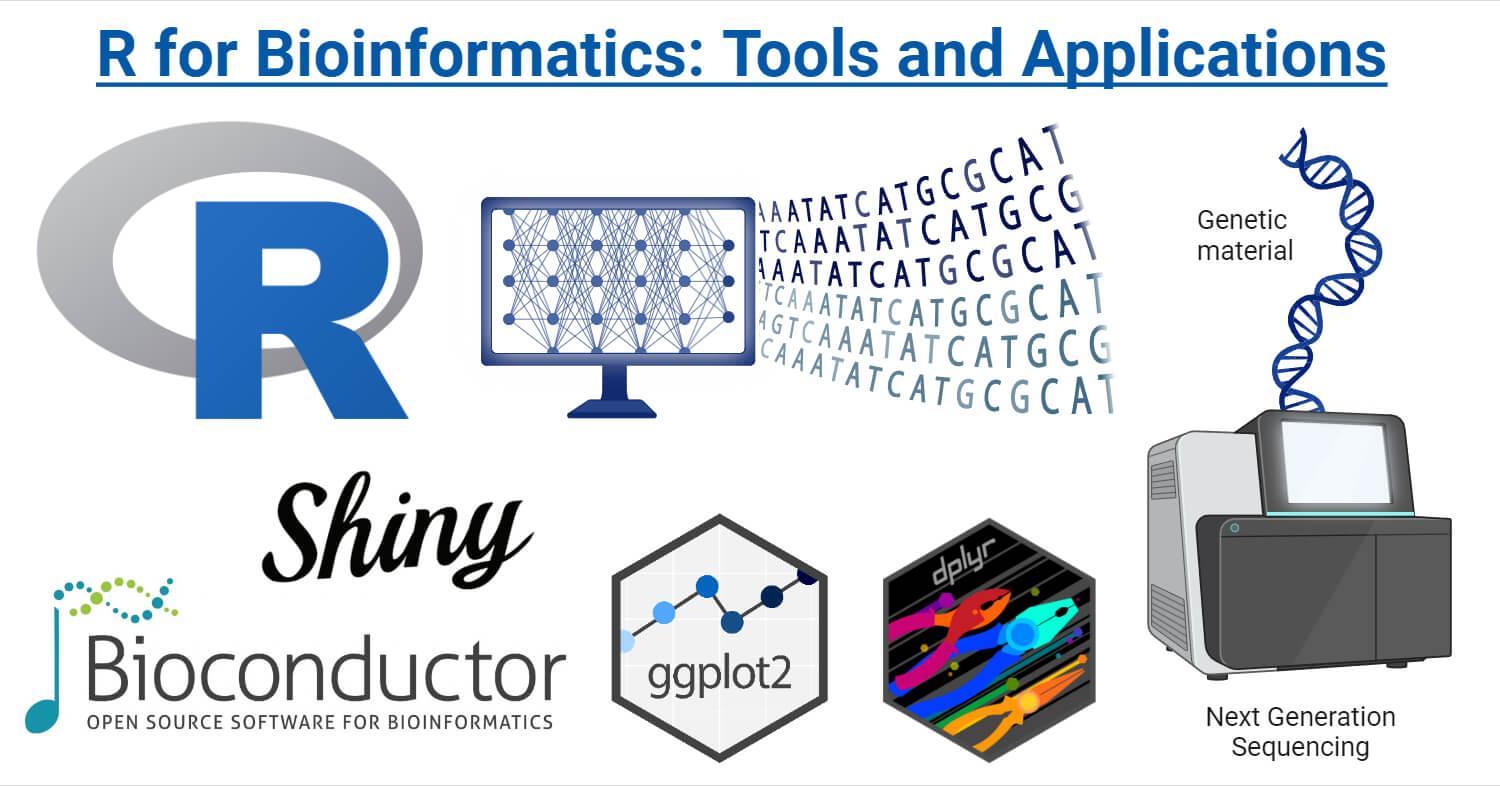 R for Bioinformatics: Tools and Applications
R
AAATATCATGCGCAT
TCAAATATCATGCG
AAATATCATGCGCAT
TCAAATATCATGCGCAT
AGTCAAATATCATGCG
CAAATATCATGCGCAT
Genetic
material
Shiny
Bioconductor
OPEN SOURCE SOFTWARE FOR BIOINFORMATICS
ggplot2
dplyr
Next Generation
Sequencing